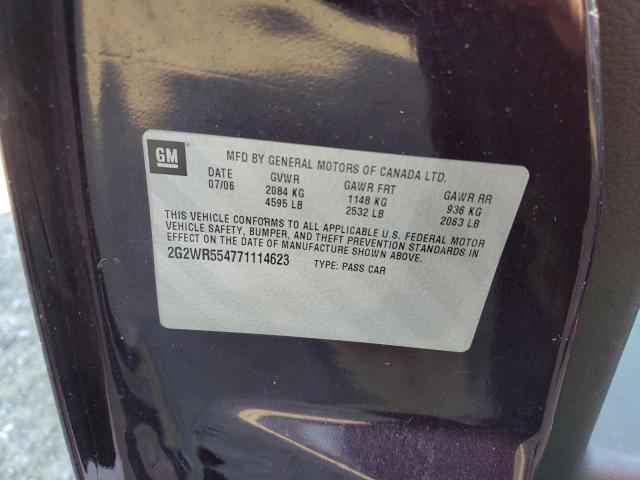 GM
MFD BY GENERAL MOTORS OF CANADA LTD.
DATE GVWR GAWR FRT GAWR RR
07/06 2084 KG 1148 KG 936 KG
4595 LB 2532 LB 2063 LB
THIS VEHICLE CONFORMS TO ALL APPLICABLE U.S. FEDERAL MOTOR
VEHICLE SAFETY, BUMPER, AND THEFT PREVENTION STANDARDS IN
EFFECT ON THE DATE OF MANUFACTURE SHOWN ABOVE.
2G2WR554771114623 TYPE: PASS CAR